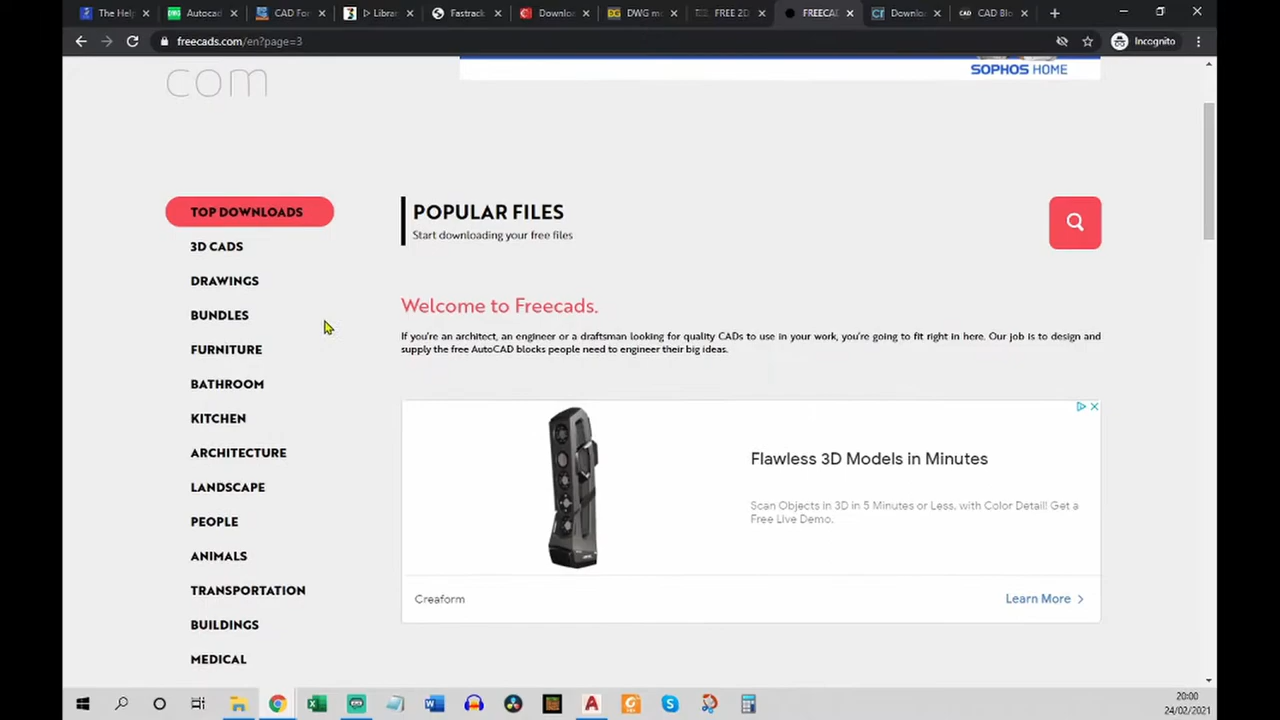 The Help
Autocad
CAD For
Librar
Fastrack
Downloa
DWG m
FREE 2D
FREECA
Downlo
CAD Blo
freecads.com/en?page=3
Incognito
com
SOPHOS HOME
TOP DOWNLOADS
3D CADS
DRAWINGS
BUNDLES
FURNITURE
BATHROOM
KITCHEN
ARCHITECTURE
LANDSCAPE
PEOPLE
ANIMALS
TRANSPORTATION
BUILDINGS
MEDICAL
POPULAR FILES
Start downloading your free files
Welcome to Freecads.
If you're an architect, an engineer or a draftsman looking for quality CADs to use in your work, you're going to fit right in here. Our job is to design and
supply the free AutoCAD blocks people need to engineer their big ideas.
Flawless 3D Models in Minutes
Scan Objects in 3D in 5 Minutes or Less, with Color Detail! Get a
Free Live Demo.
Creaform
Learn More
20:00
24/02/2021